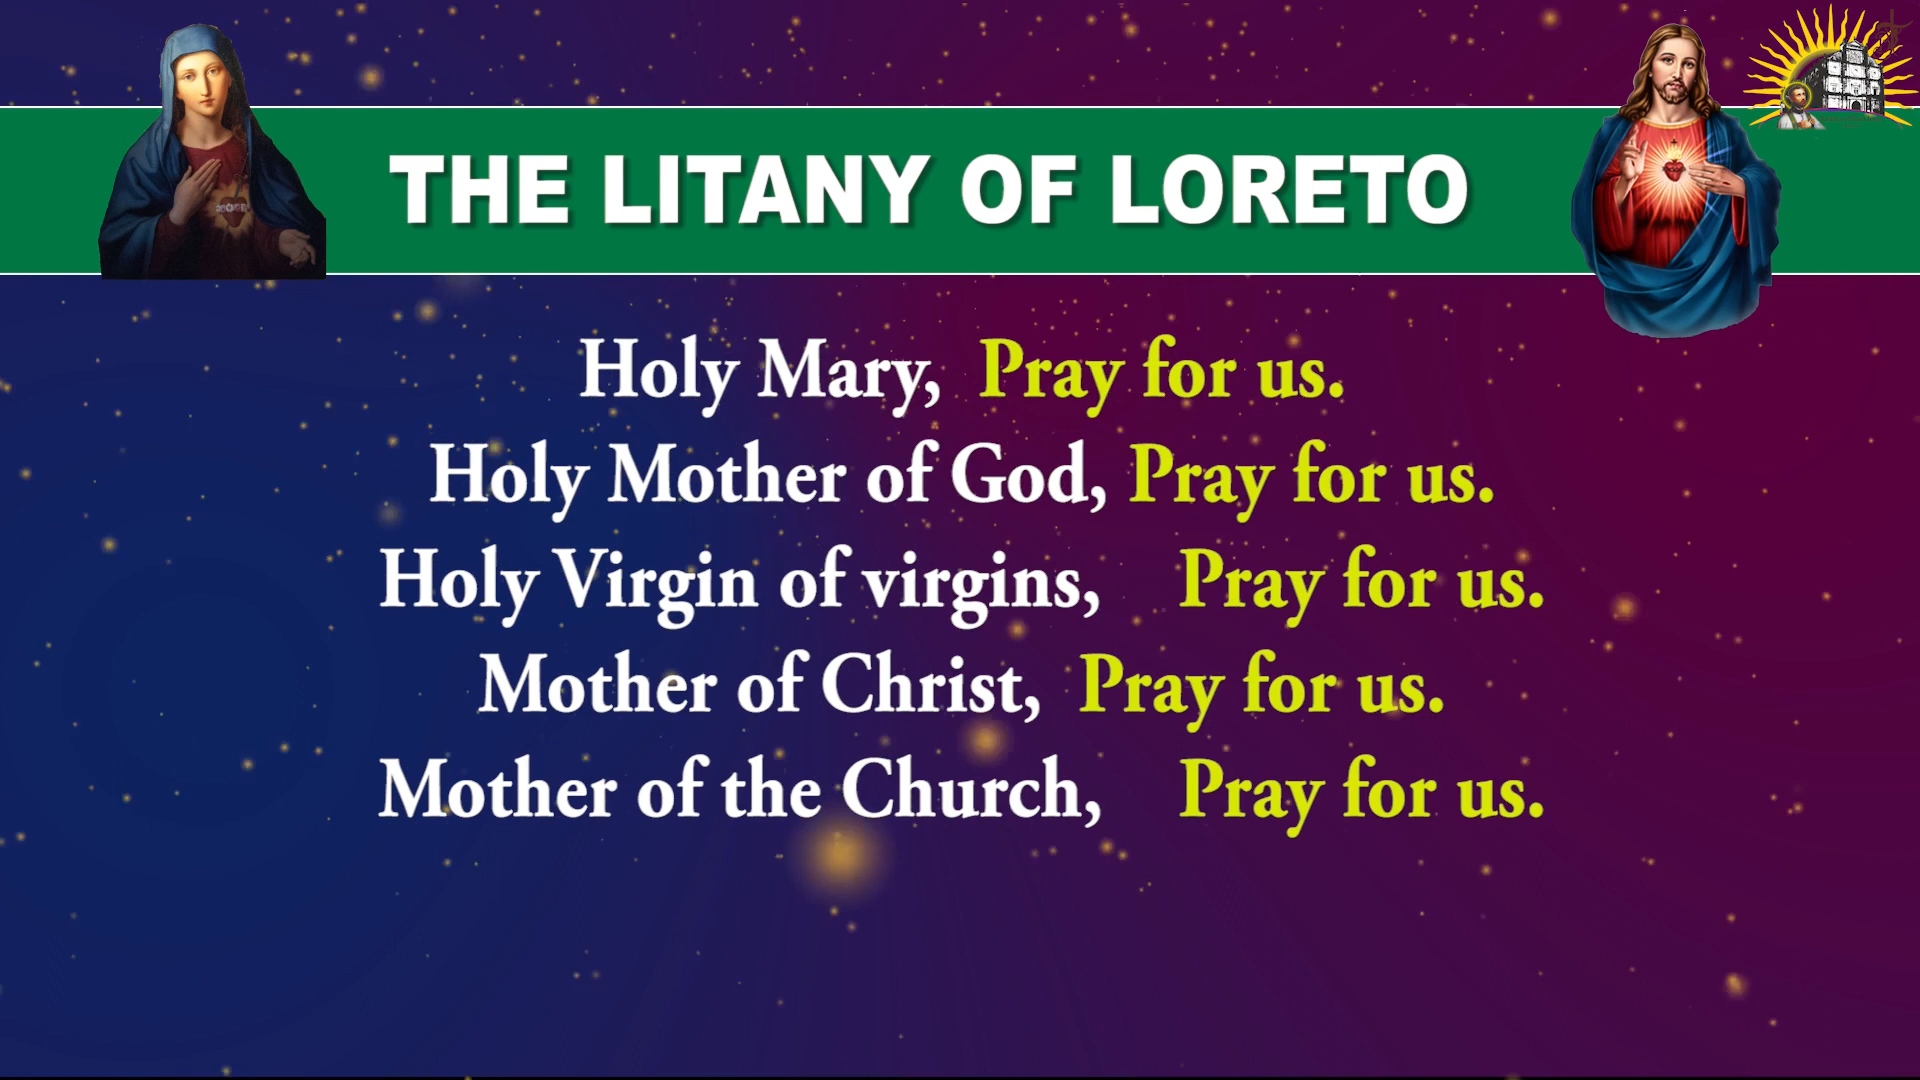 THE LITANY OF LORETO
Holy Mary, Pray for us.
Holy Mother of God, Pray for us.
Holy Virgin of virgins, Pray for us.
Mother of Christ, Pray for us.
Mother of the Church, Pray for us.